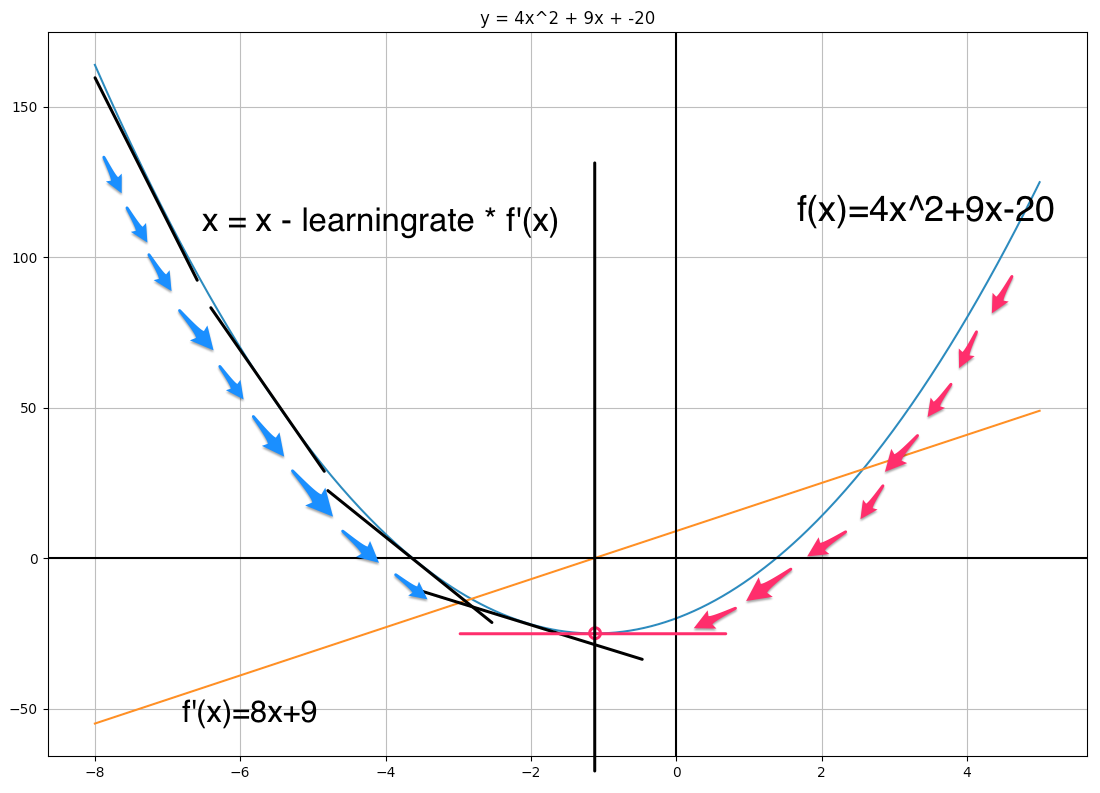 y = 4x^2 + 9x + -20
150
x = x - learningrate * f'(x)
f(x)=4x^2+9x-20
100
50
0
−50
f'(x)=8x+9
−8 −6 −4 −2 0 2 4